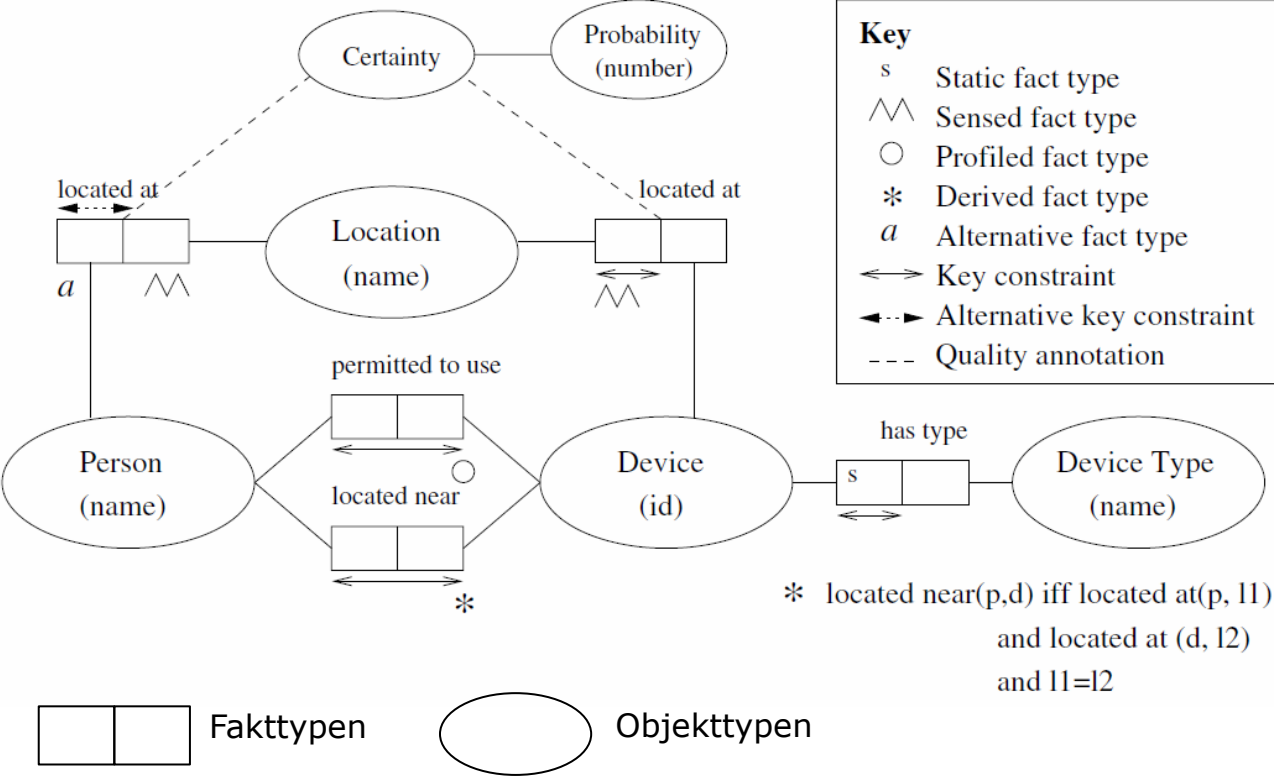 Certainty
Probability
(number)
Key
s Static fact type
Sensed fact type
Profiled fact type
* Derived fact type
a Alternative fact type
Key constraint
Alternative key constraint
Quality annotation
located at
located at
Location
(name)
a
permitted to use
Person
(name)
located near
*
Device
(id)
has type
s
Device Type
(name)
* located near(p,d) iff located at(p, l1)
and located at (d, l2)
and l1=l2
Fakttypen
Objekttypen